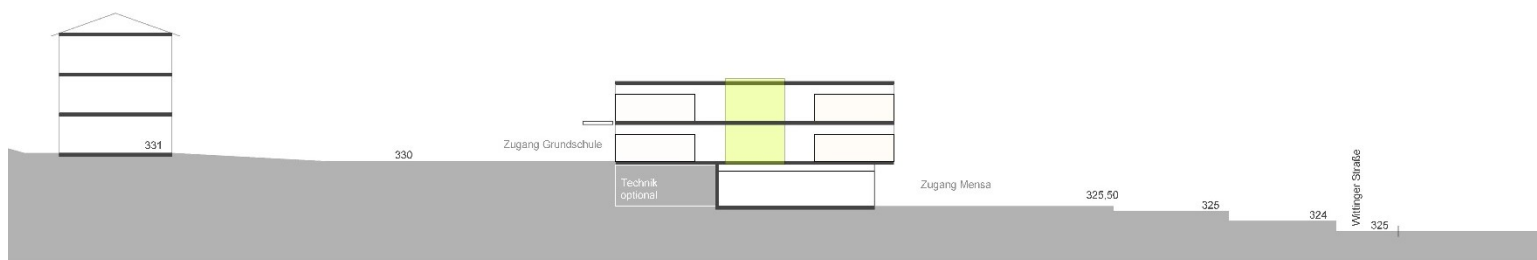 331
330
Zugang Grundschule
Technik
optional
Zugang Mensa
325,50
325
324
Wittinger Straße
325